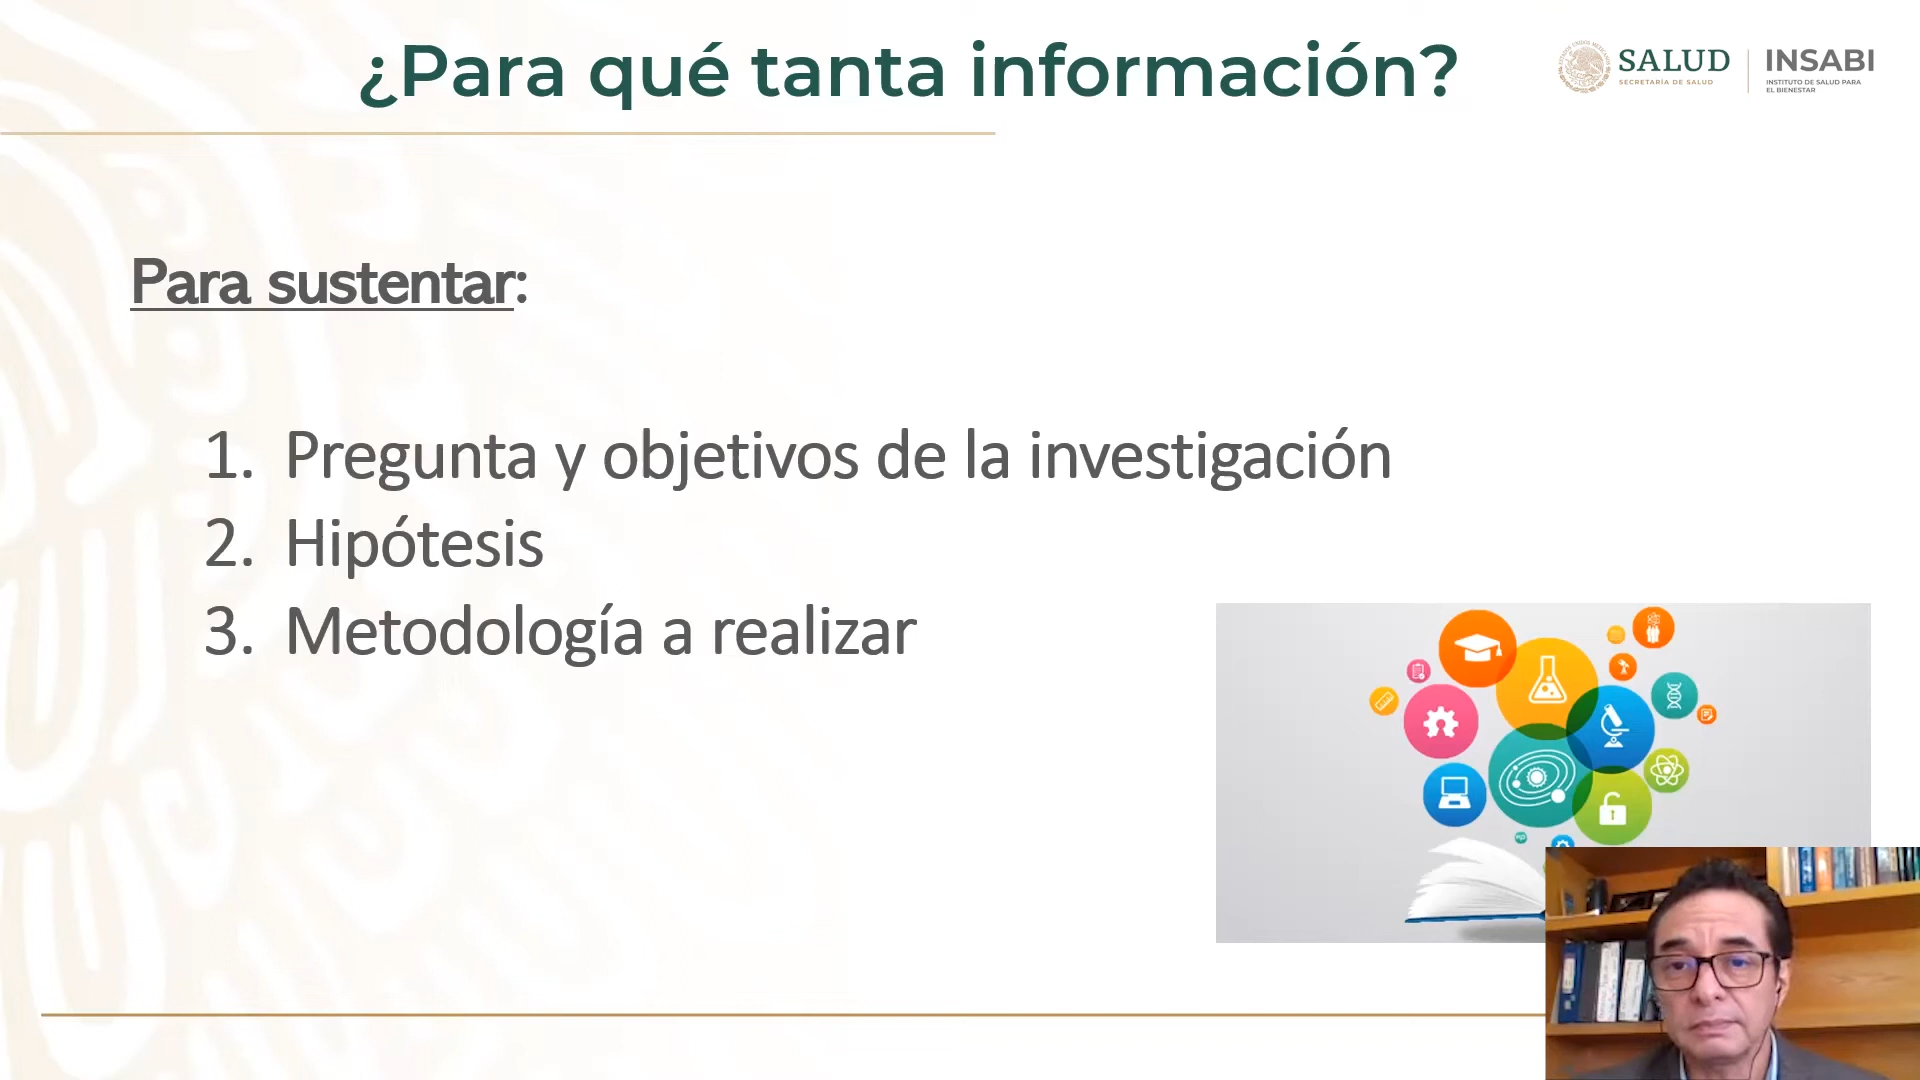 ¿Para qué tanta información?
SALUD
SECRETARÍA DE SALUD
INSABI
INSTITUTO DE SALUD PARA
EL BIENESTAR
Para sustentar:
1. Pregunta y objetivos de la investigación
2. Hipótesis
3. Metodología a realizar